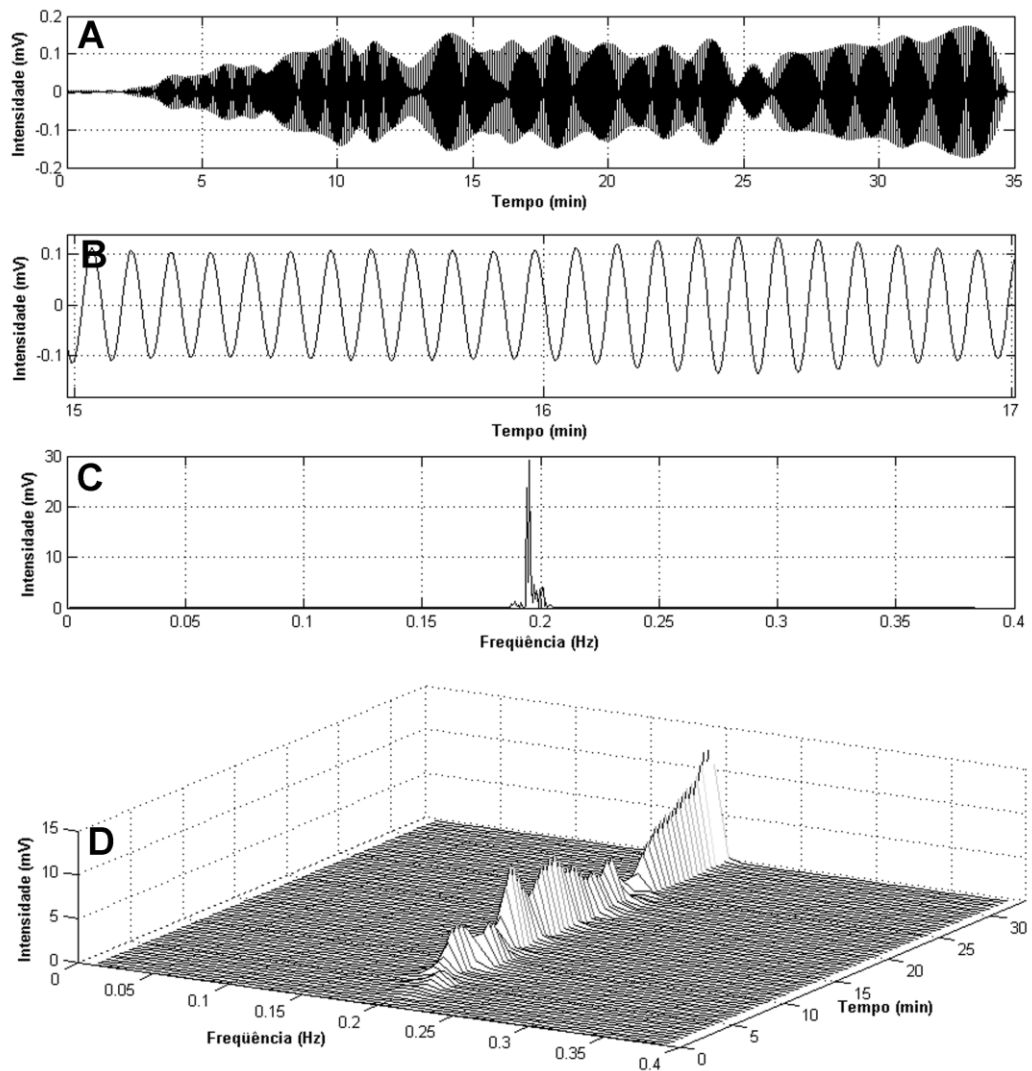 A
Intensidade (mV)
0.2
0.1
0
-0.1
-0.2
0 5 10 15 20 25 30 35
Tempo (min)
B
Intensidade (mV)
0.1
0
-0.1
15 16 17
Tempo (min)
C
Intensidade (mV)
30
20
10
0
0 0.05 0.1 0.15 0.2 0.25 0.3 0.35 0.4
Freqüência (Hz)
D
Intensidade (mV)
15
10
5
0
0 0.05 0.1 0.15 0.2 0.25 0.3 0.35 0.4
Freqüência (Hz)
0 5 10 15 20 25 30
Tempo (min)